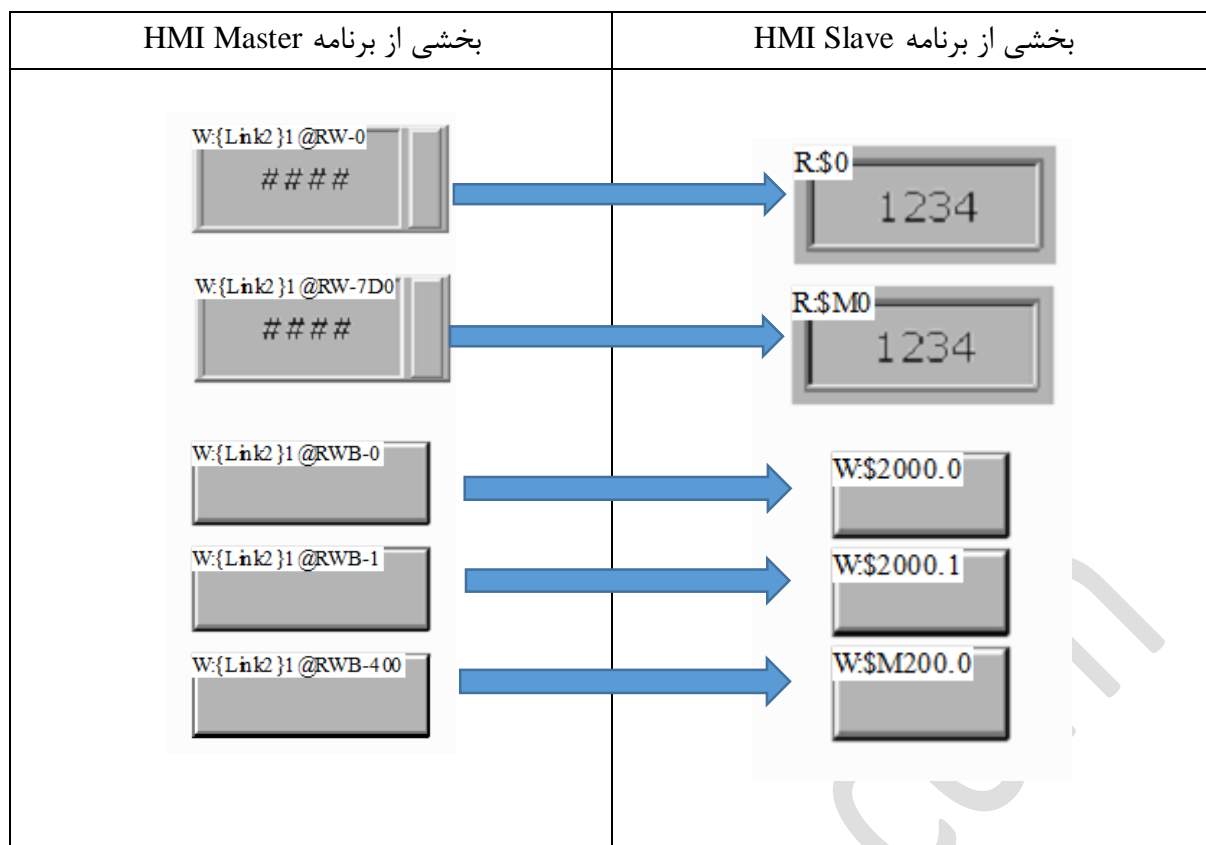 بخشی از برنامه HMI Master
بخشی از برنامه HMI Slave
W:{Link2}1@RW-0
####
R:$0
1234
W:{Link2}1@RW-7D0
####
R:$M0
1234
W:{Link2}1@RWB-0
W:$2000.0
W:{Link2}1@RWB-1
W:$2000.1
W:{Link2}1@RWB-400
W:$M200.0